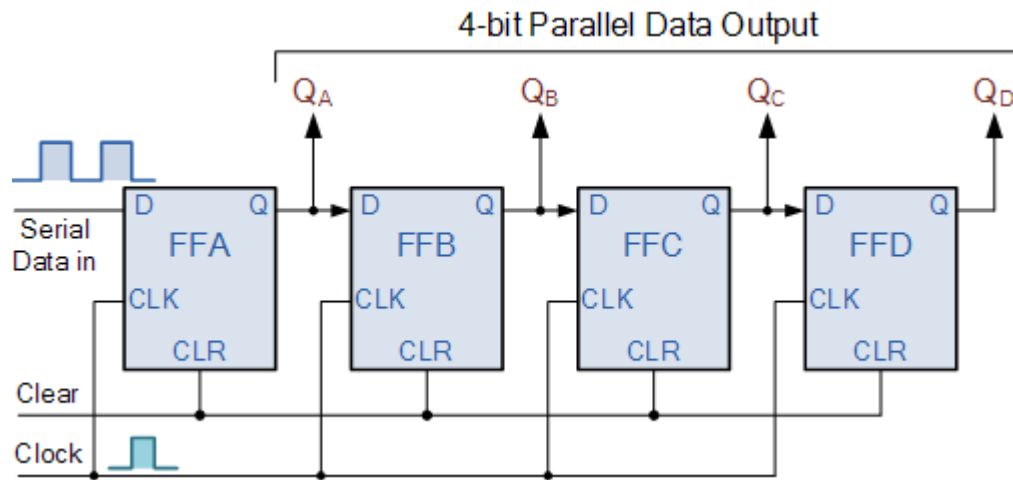 4-bit Parallel Data Output
QA QB QC QD
D Q D Q D Q D Q
Serial
Data in
FFA FFB FFC FFD
CLK CLK CLK CLK
CLR CLR CLR CLR
Clear
Clock